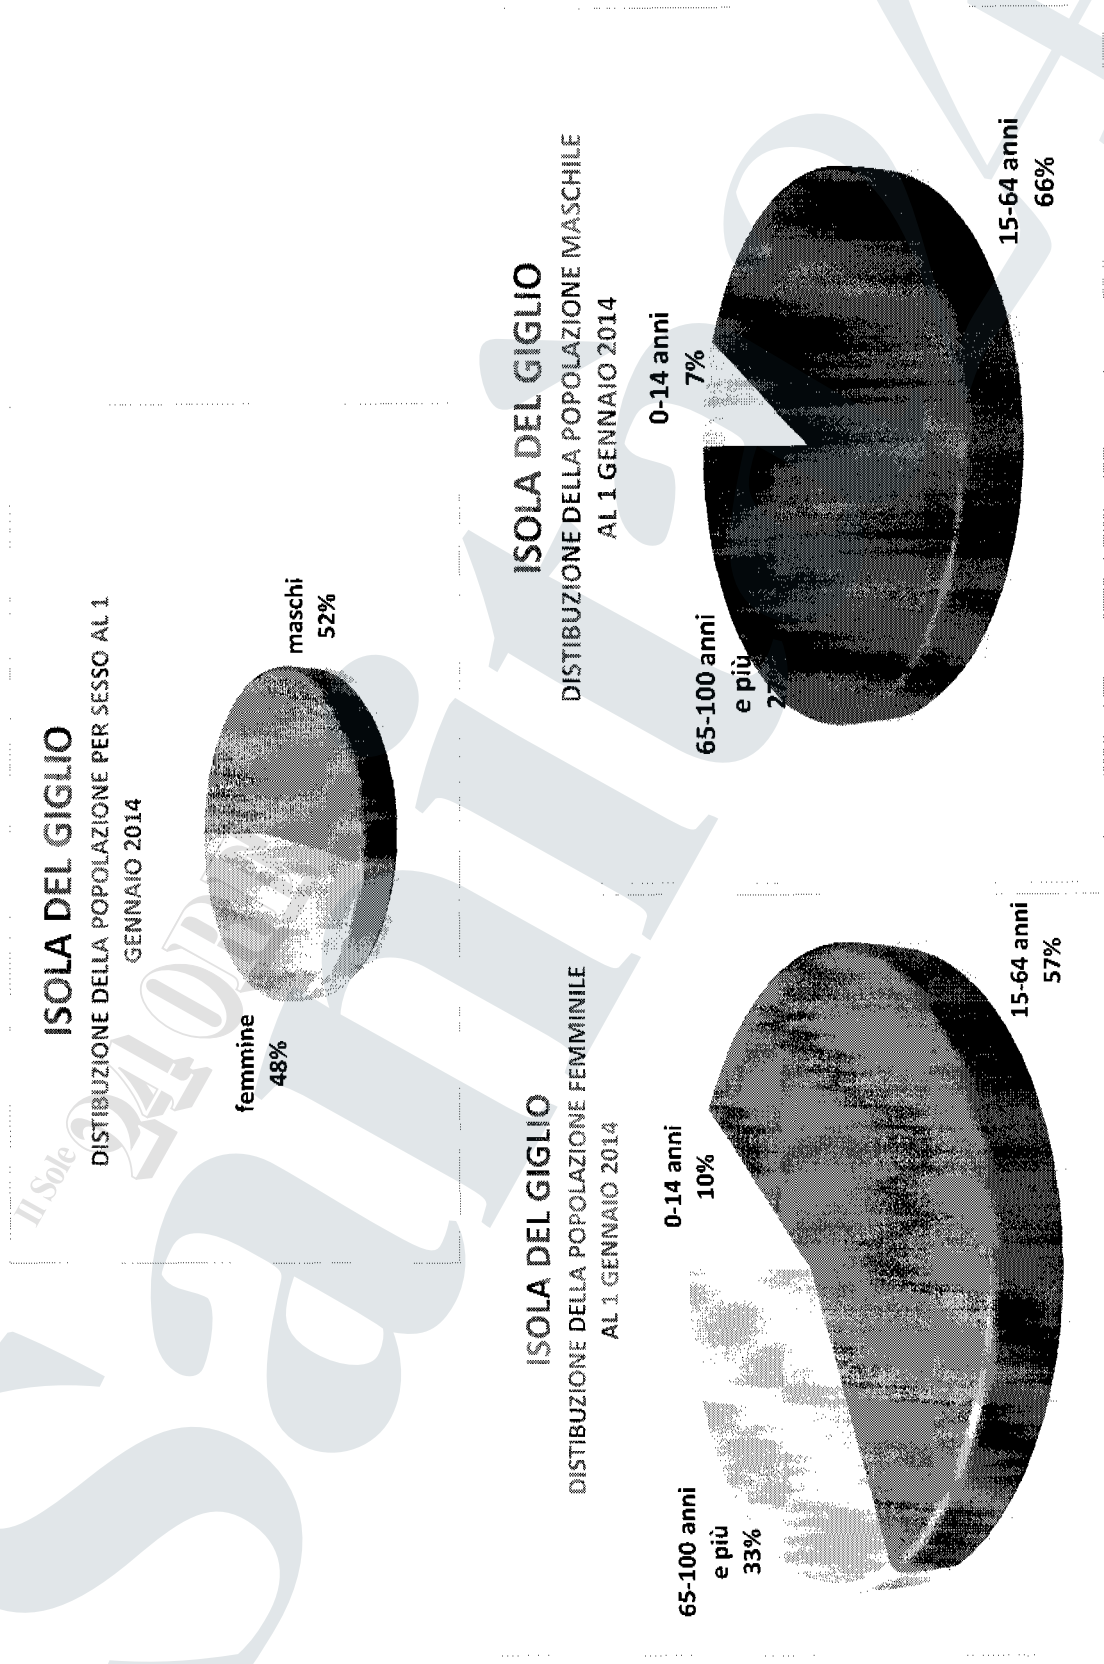 ISOLA DEL GIGLIO
DISTIBUZIONE DELLA POPOLAZIONE PER SESSO AL 1
GENNAIO 2014
femmine
48%
maschi
52%
ISOLA DEL GIGLIO
DISTIBUZIONE DELLA POPOLAZIONE FEMMINILE
AL 1 GENNAIO 2014
65-100 anni
e più
33%
0-14 anni
10%
15-64 anni
57%
ISOLA DEL GIGLIO
DISTIBUZIONE DELLA POPOLAZIONE MASCHILE
AL 1 GENNAIO 2014
65-100 anni
e più
0-14 anni
7%
15-64 anni
66%
Il Sole
24 ORE
Sanità24